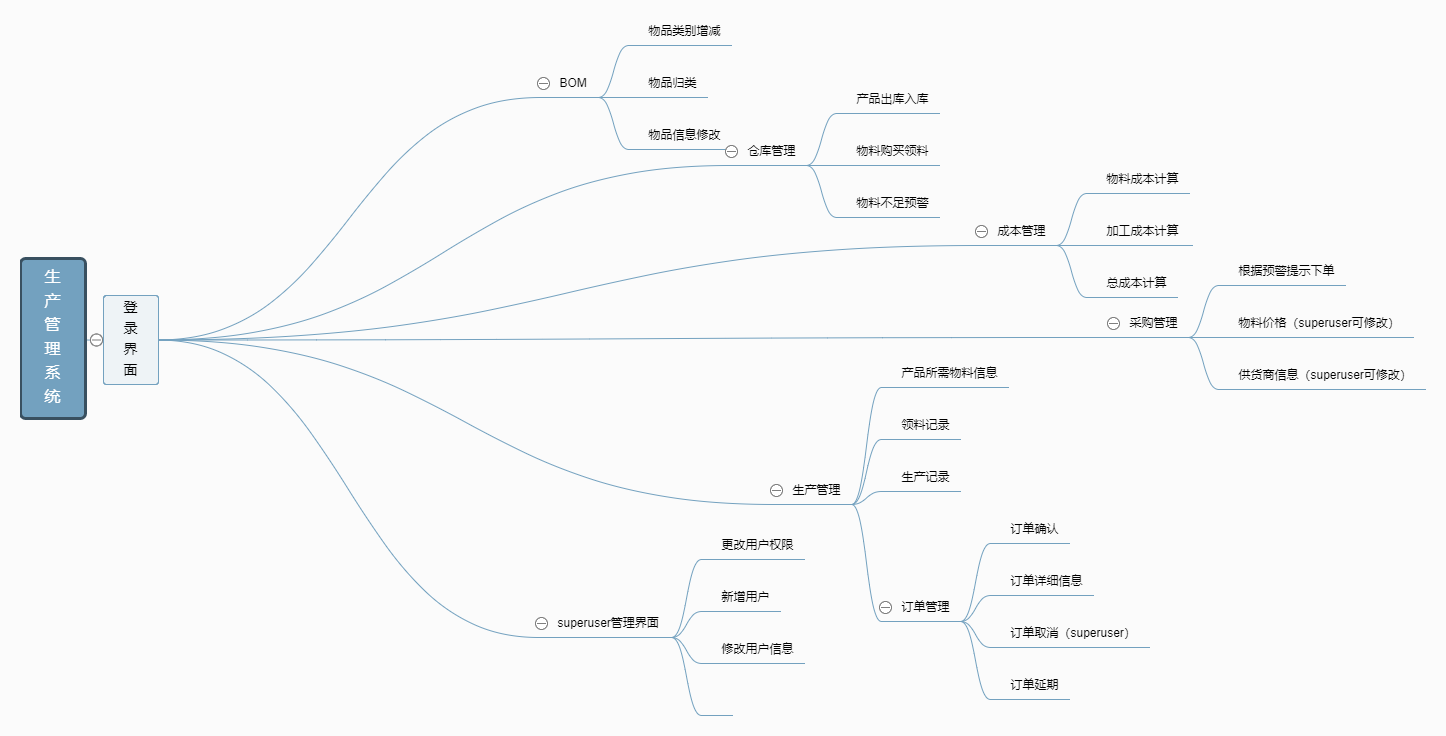 生产管理系统
登录界面
BOM
物品类别增减
物品归类
物品信息修改
仓库管理
产品出库入库
物料购买领料
物料不足预警
成本管理
物料成本计算
加工成本计算
总成本计算
采购管理
根据预警提示下单
物料价格（superuser可修改）
供货商信息（superuser可修改）
生产管理
产品所需物料信息
领料记录
生产记录
订单管理
订单确认
订单详细信息
订单取消（superuser）
订单延期
superuser管理界面
更改用户权限
新增用户
修改用户信息